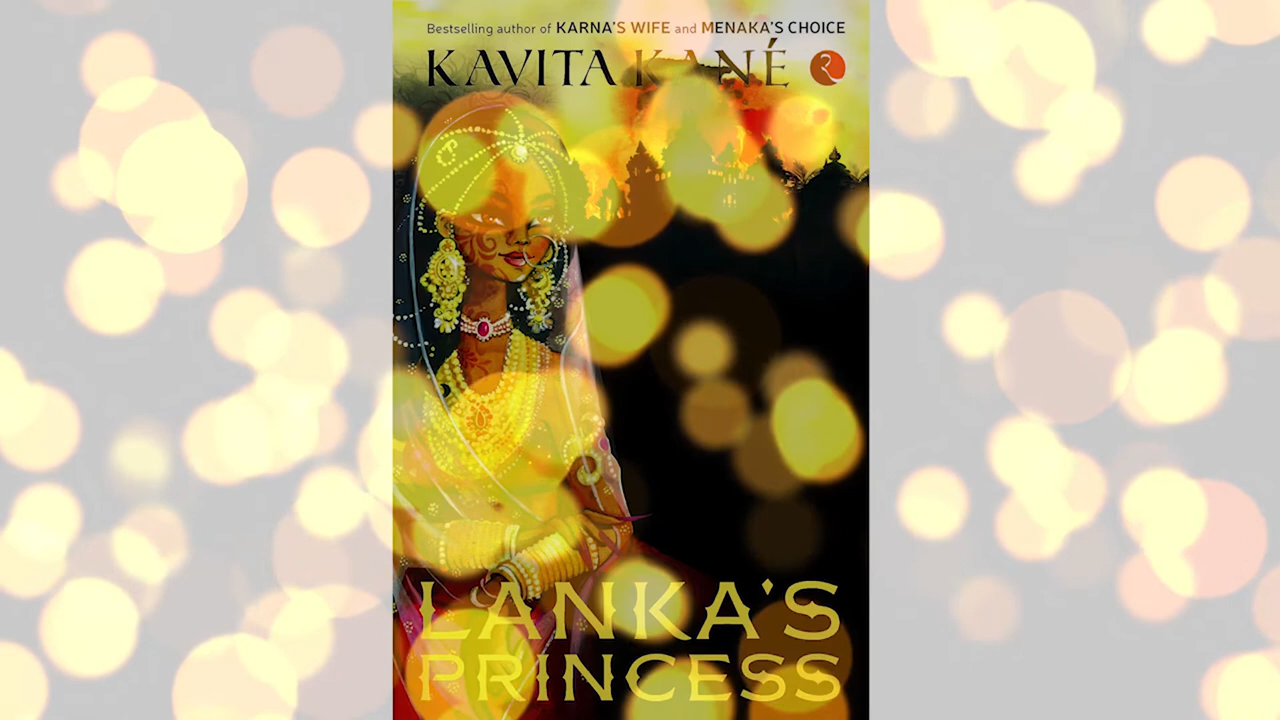 Bestselling author of KARNA'S WIFE and MENAKA'S CHOICE
KAVITA KANÉ
LANKA'S
PRINCESS